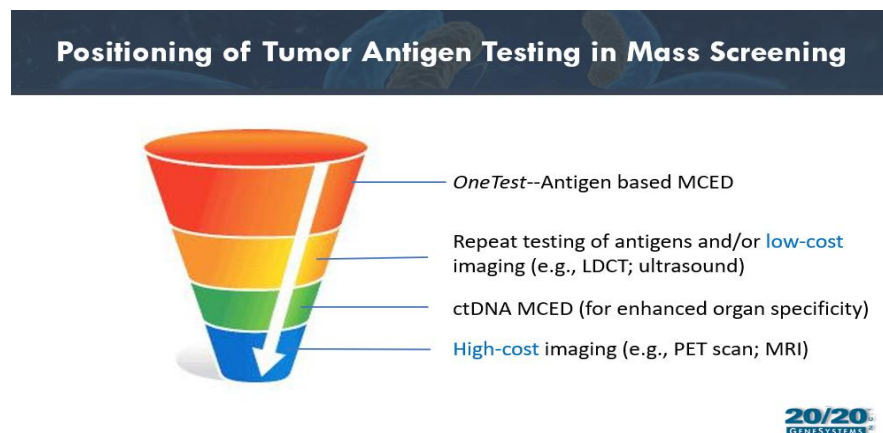 Positioning of Tumor Antigen Testing in Mass Screening
OneTest--Antigen based MCED
Repeat testing of antigens and/or low-cost
imaging (e.g., LDCT; ultrasound)
ctDNA MCED (for enhanced organ specificity)
High-cost imaging (e.g., PET scan; MRI)
20/20
GENESYSTEMS